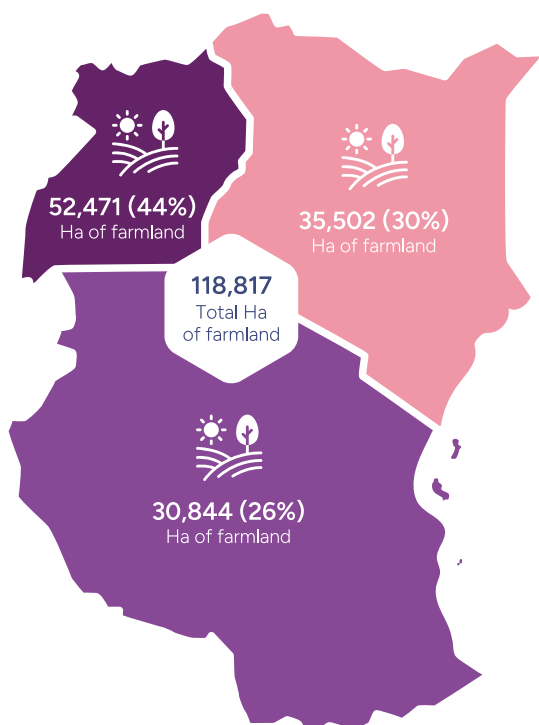 52,471 (44%)
Ha of farmland
35,502 (30%)
Ha of farmland
118,817
Total Ha
of farmland
30,844 (26%)
Ha of farmland